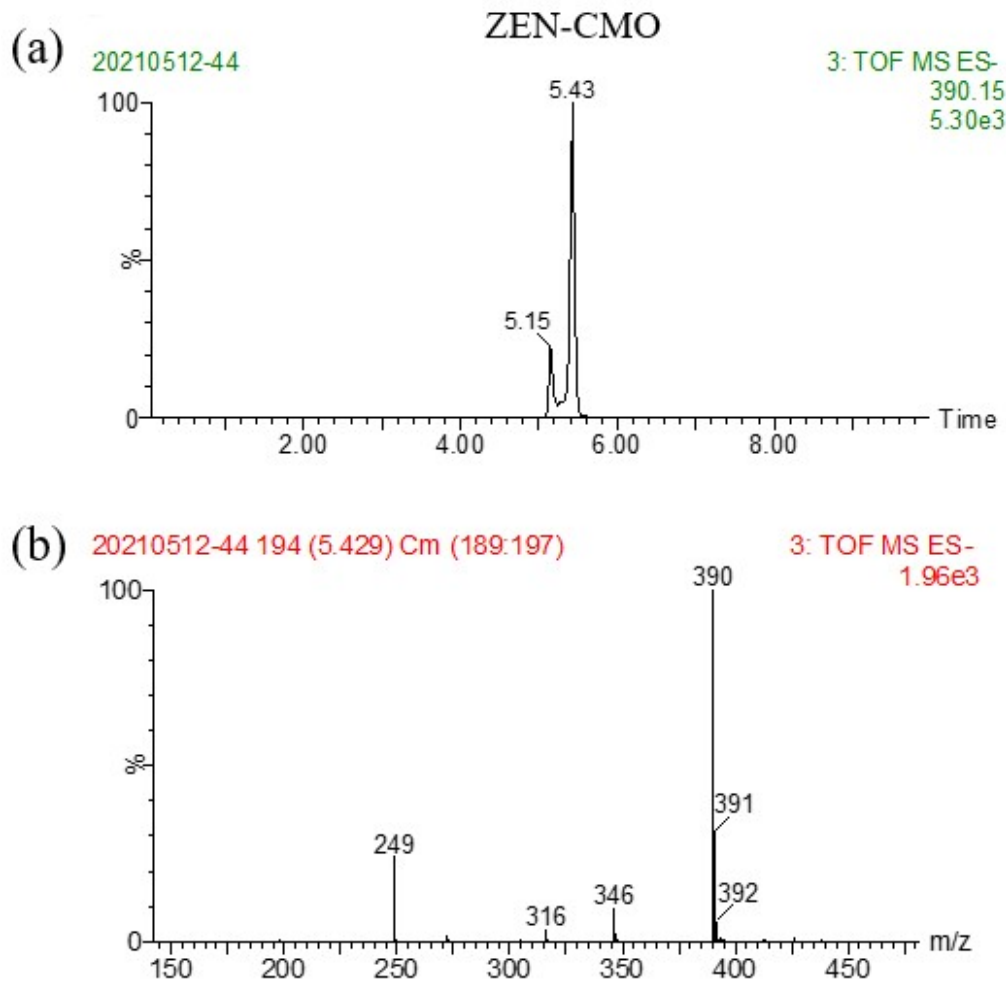 ZEN-CMO
(a)
20210512-44
3: TOF MS ES-
390.15
5.30e3
100
5.43
%
5.15
0
Time
2.00 4.00 6.00 8.00
(b)
20210512-44 194 (5.429) Cm (189:197)
3: TOF MS ES-
1.96e3
100
390
%
391
249
346
392
316
0
m/z
150 200 250 300 350 400 450